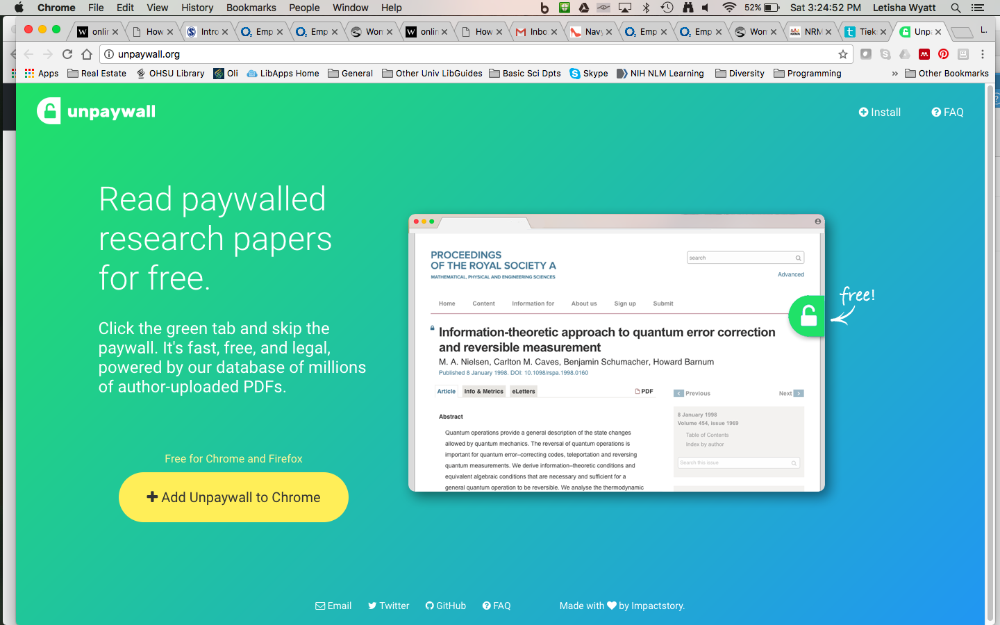 Chrome File Edit View History Bookmarks People Window Help 52% Sat 3:24:52 PM Letisha Wyatt
onlin How Intro Emp Emp Won onlin How Inbo Navy Emp Emp Won NRM Tieks Unp L.
unpaywall.org
Apps Real Estate OHSU Library Oli LibApps Home General Other Univ LibGuides Basic Sci Dpts Skype NIH NLM Learning Diversity Programming » Other Bookmarks
unpaywall
Install FAQ
Read paywalled
research papers
for free.
Click the green tab and skip the
paywall. It's fast, free, and legal,
powered by our database of millions
of author-uploaded PDFs.
Free for Chrome and Firefox
Add Unpaywall to Chrome
PROCEEDINGS
OF THE ROYAL SOCIETY A
MATHEMATICAL, PHYSICAL AND ENGINEERING SCIENCES
search
Advanced
Home Content Information for About us Sign up Submit
free!
Information-theoretic approach to quantum error correction
and reversible measurement
M. A. Nielsen, Carlton M. Caves, Benjamin Schumacher, Howard Barnum
Published 8 January 1998. DOI: 10.1098/rspa.1998.0160
Article Info & Metrics eLetters PDF
Previous Next
Abstract
Quantum operations provide a general description of the state changes
allowed by quantum mechanics. The reversal of quantum operations is
important for quantum error–correcting codes, teleportation and reversing
quantum measurements. We derive information–theoretic conditions and
equivalent algebraic conditions that are necessary and sufficient for a
general quantum operation to be reversible. We analyse the thermodynamic
8 January 1998
Volume 454, issue 1969
Table of Contents
Index by author
Search this issue
Email Twitter GitHub FAQ Made with by Impactstory.